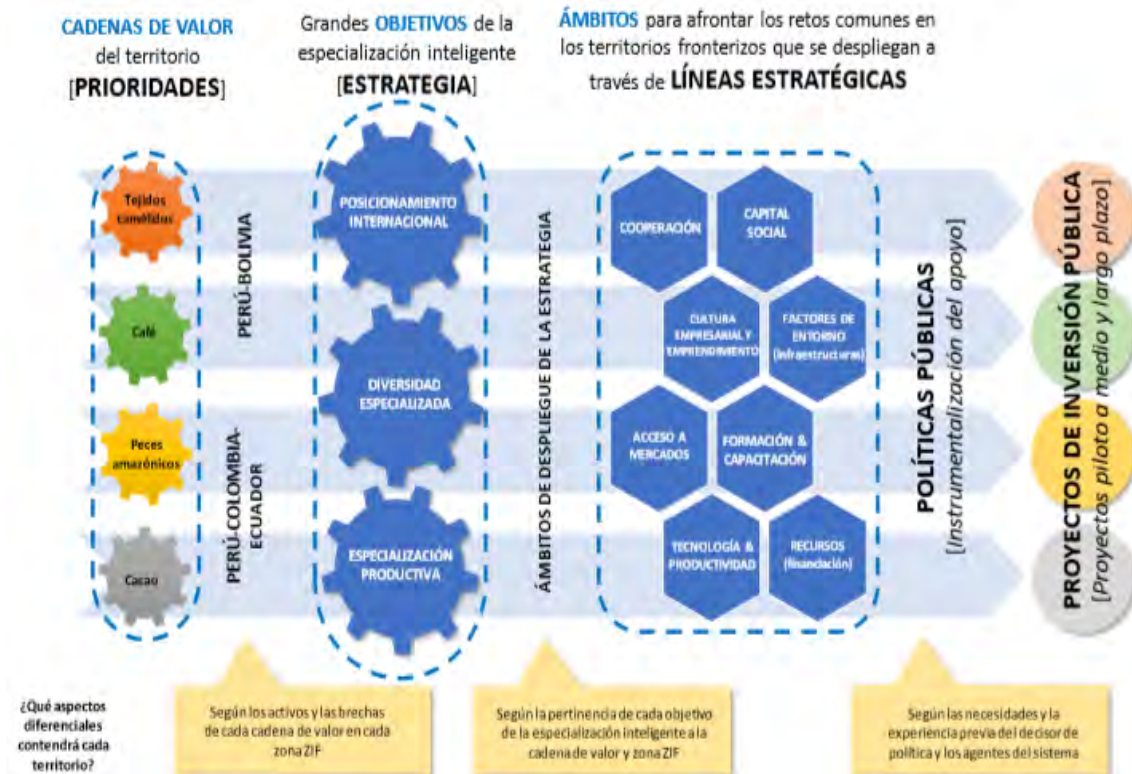 CADENAS DE VALOR
del territorio
[PRIORIDADES]
Grandes OBJETIVOS de la
especialización inteligente
[ESTRATEGIA]
ÁMBITOS para afrontar los retos comunes en
los territorios fronterizos que se despliegan a
través de LÍNEAS ESTRATÉGICAS
Tejidos
camélidos
Café
Peces
amazónicos
Cacao
PERÚ-BOLIVIA
PERÚ-COLOMBIA-
ECUADOR
POSICIONAMIENTO
INTERNACIONAL
DIVERSIDAD
ESPECIALIZADA
ESPECIALIZACIÓN
PRODUCTIVA
ÁMBITOS DE DESPLIEGUE DE LA ESTRATEGIA
COOPERACIÓN
CAPITAL
SOCIAL
CULTURA
EMPRESARIAL Y
EMPRENDIMIENTO
FACTORES DE
ENTORNO
(infraestructuras)
ACCESO A
MERCADOS
FORMACIÓN &
CAPACITACIÓN
TECNOLOGÍA &
PRODUCTIVIDAD
RECURSOS
(financiación)
POLÍTICAS PÚBLICAS
[Instrumentalización del apoyo]
PROYECTOS DE INVERSIÓN PÚBLICA
[Proyectos piloto a medio y largo plazo]
¿Qué aspectos
diferenciales
contendrá cada
territorio?
Según los activos y las brechas
de cada cadena de valor en cada
zona ZIF
Según la pertinencia de cada objetivo
de la especialización inteligente a la
cadena de valor y zona ZIF
Según las necesidades y la
experiencia previa del decisor de
política y los agentes del sistema